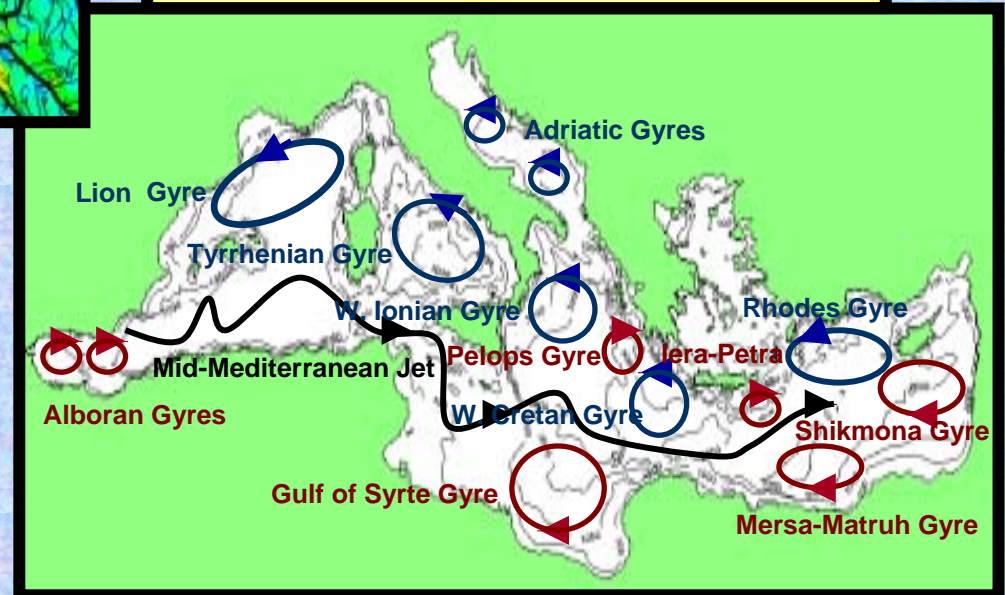 Adriatic Gyres
Lion Gyre
Tyrrhenian Gyre
W. Ionian Gyre
Rhodes Gyre
Pelops Gyre
Iera-Petra
Mid-Mediterranean Jet
Alboran Gyres
W. Cretan Gyre
Shikmona Gyre
Gulf of Syrte Gyre
Mersa-Matruh Gyre